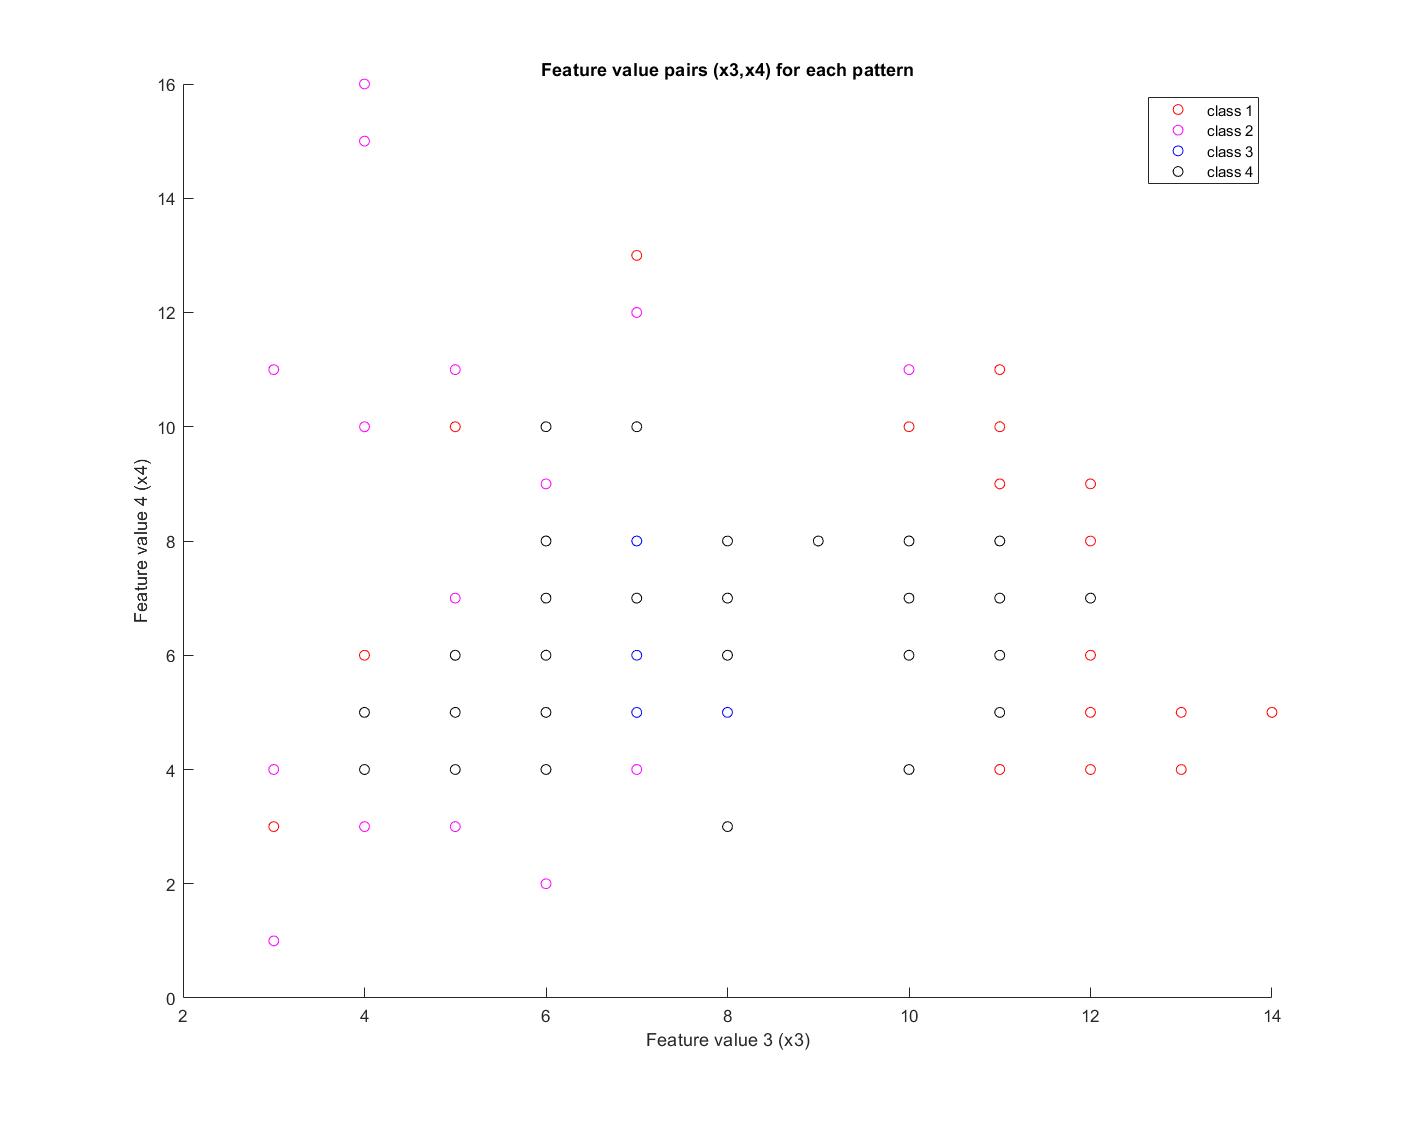 Feature value pairs (x3,x4) for each pattern
class 1
class 2
class 3
class 4
16
14
12
10
8
6
4
2
0
Feature value 4 (x4)
2 4 6 8 10 12 14
Feature value 3 (x3)